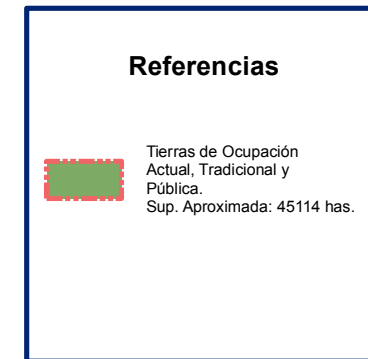 Referencias
Tierras de Ocupación
Actual, Tradicional y
Pública.
Sup. Aproximada: 45114 has.